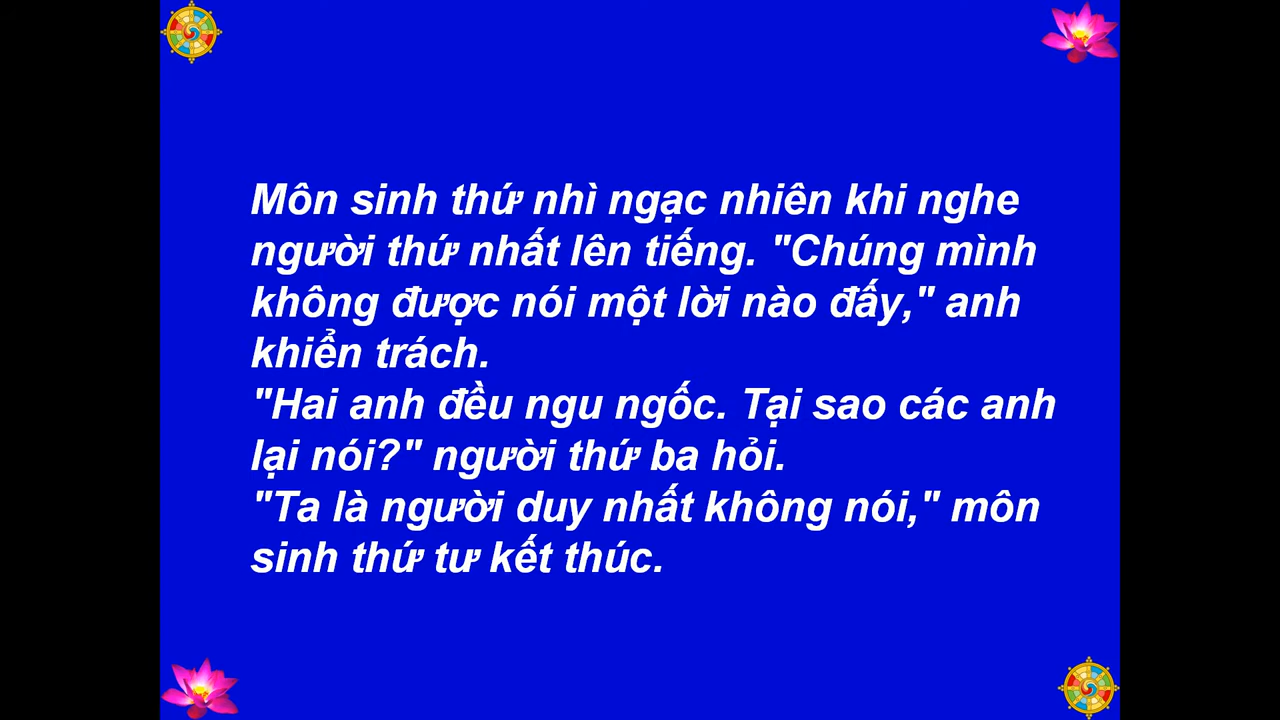 Môn sinh thứ nhì ngạc nhiên khi nghe
người thứ nhất lên tiếng. "Chúng mình
không được nói một lời nào đấy," anh
khiển trách.
"Hai anh đều ngu ngốc. Tại sao các anh
lại nói?" người thứ ba hỏi.
"Ta là người duy nhất không nói," môn
sinh thứ tư kết thúc.